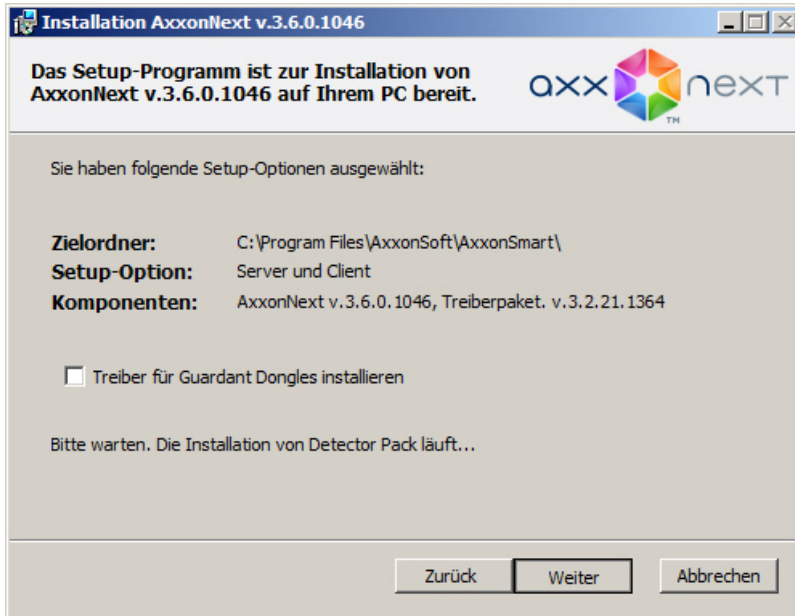 Installation AxxonNext v.3.6.0.1046
Das Setup-Programm ist zur Installation von
AxxonNext v.3.6.0.1046 auf Ihrem PC bereit.
axx next
TM
Sie haben folgende Setup-Optionen ausgewählt:
Zielordner: C:\Program Files\AxxonSoft\AxxonSmart\
Setup-Option: Server und Client
Komponenten: AxxonNext v.3.6.0.1046, Treiberpaket. v.3.2.21.1364
Treiber für Guardant Dongles installieren
Bitte warten. Die Installation von Detector Pack läuft...
Zurück Weiter Abbrechen